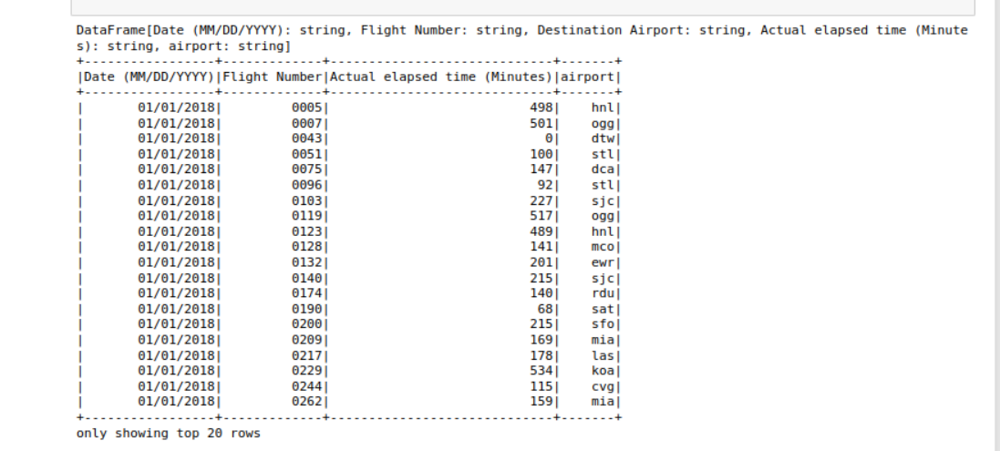 DataFrame[Date (MM/DD/YYYY): string, Flight Number: string, Destination Airport: string, Actual elapsed time (Minute
s): string, airport: string]
+-----------------+-------------+-----------------------------+-------+
|Date (MM/DD/YYYY)|Flight Number|Actual elapsed time (Minutes)|airport|
+-----------------+-------------+-----------------------------+-------+
|       01/01/2018|         0005|                          498|    hnl|
|       01/01/2018|         0007|                          501|    ogg|
|       01/01/2018|         0043|                            0|    dtw|
|       01/01/2018|         0051|                          100|    stl|
|       01/01/2018|         0075|                          147|    dca|
|       01/01/2018|         0096|                           92|    stl|
|       01/01/2018|         0103|                          227|    sjc|
|       01/01/2018|         0119|                          517|    ogg|
|       01/01/2018|         0123|                          489|    hnl|
|       01/01/2018|         0128|                          141|    mco|
|       01/01/2018|         0132|                          201|    ewr|
|       01/01/2018|         0140|                          215|    sjc|
|       01/01/2018|         0174|                          140|    rdu|
|       01/01/2018|         0190|                           68|    sat|
|       01/01/2018|         0200|                          215|    sfo|
|       01/01/2018|         0209|                          169|    mia|
|       01/01/2018|         0217|                          178|    las|
|       01/01/2018|         0229|                          534|    koa|
|       01/01/2018|         0244|                          115|    cvg|
|       01/01/2018|         0262|                          159|    mia|
+-----------------+-------------+-----------------------------+-------+
only showing top 20 rows